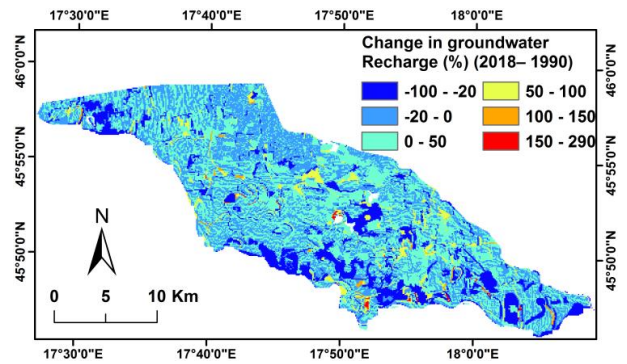 17°30'0"E 17°40'0"E 17°50'0"E 18°0'0"E
Change in groundwater
Recharge (%) (2018– 1990)
-100 - -20 50 - 100
-20 - 0 100 - 150
0 - 50 150 - 290
46°0'0"N
45°55'0"N
45°50'0"N
46°0'0"N
45°55'0"N
45°50'0"N
N
0 5 10 Km
17°30'0"E 17°40'0"E 17°50'0"E 18°0'0"E